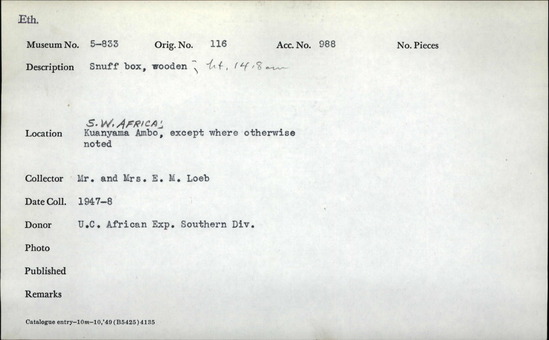 Eth.
Museum No. 5-833 Orig. No. 116 Acc. No. 988 No. Pieces
Description Snuff box, wooden; ht. 14.8 cm
S.W. AFRICA;
Location Kuanyama Ambo, except where otherwise
noted
Collector Mr. and Mrs. E. M. Loeb
Date Coll. 1947-8
Donor U.C. African Exp. Southern Div.
Photo
Published
Remarks
Catalogue entry-10m-10,'49 (B5425) 4135